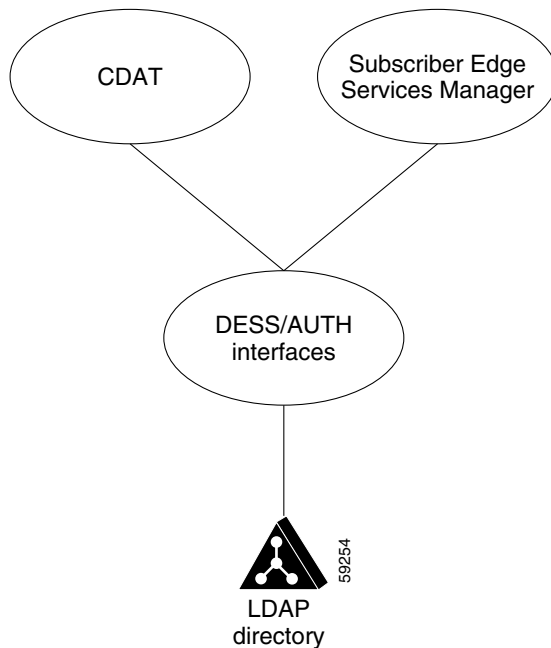 CDAT
Subscriber Edge
Services Manager
DESS/AUTH
interfaces
59254
LDAP
directory